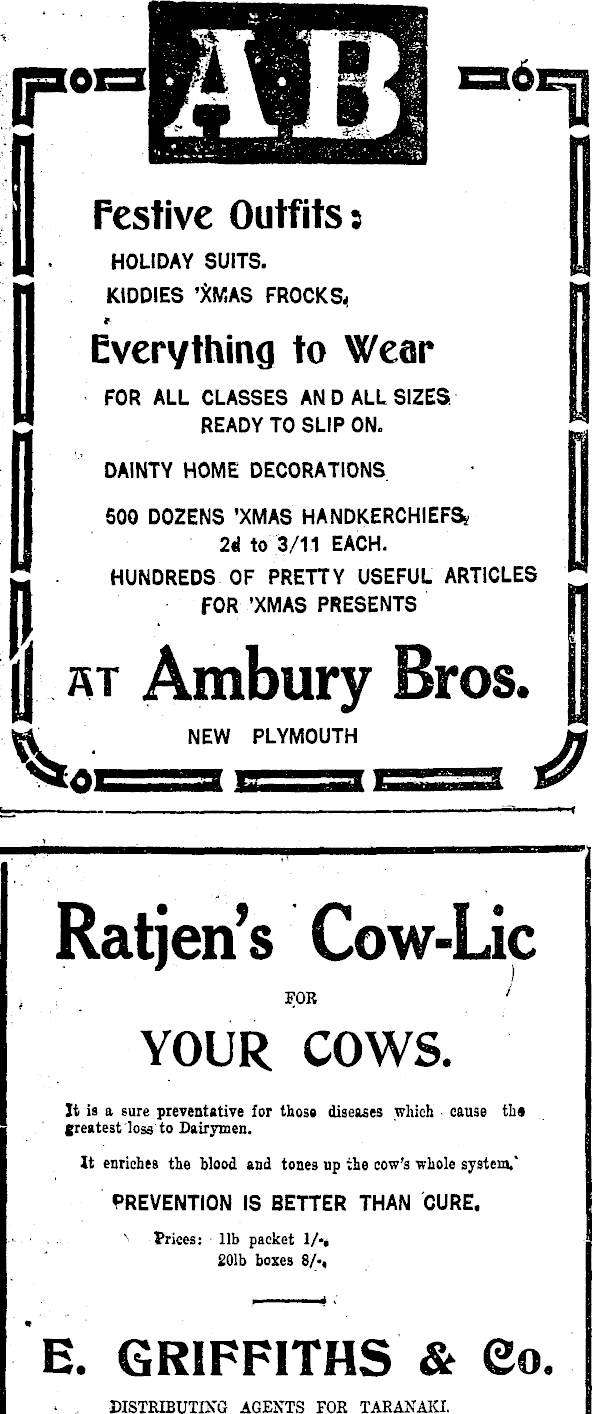 A.B
Festive Outfits:
HOLIDAY SUITS.
KIDDIES 'XMAS FROCKS,
Everything to Wear
FOR ALL CLASSES AND ALL SIZES
READY TO SLIP ON.
DAINTY HOME DECORATIONS
500 DOZENS 'XMAS HANDKERCHIEFS,
2d to 3/11 EACH.
HUNDREDS OF PRETTY USEFUL ARTICLES
FOR 'XMAS PRESENTS
AT Ambury Bros.
NEW PLYMOUTH
Ratjen's Cow-Lic
FOR
YOUR COWS.
It is a sure preventative for those diseases which cause the
greatest loss to Dairymen.
It enriches the blood and tones up the cow's whole system.
PREVENTION IS BETTER THAN CURE.
Prices: 1lb packet 1/-,
20lb boxes 8/-,
E. GRIFFITHS & Co.
DISTRIBUTING AGENTS FOR TARANAKI.